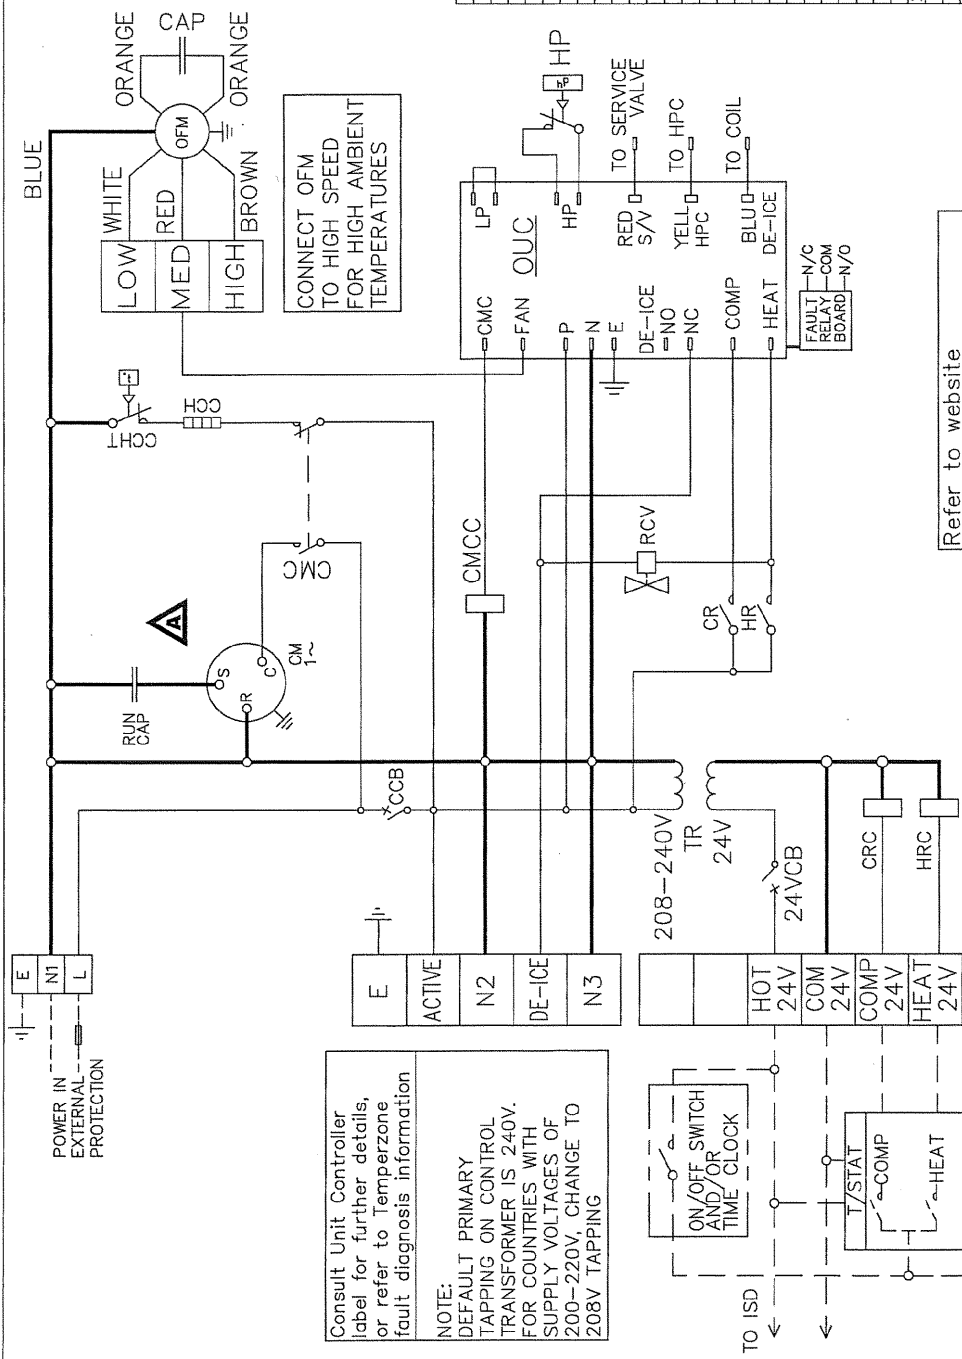 BLUE
ORANGE
CAP
ORANGE
OFM
WHITE
RED
BROWN
LOW
MED
HIGH
CONNECT OFM
TO HIGH SPEED
FOR HIGH AMBIENT
TEMPERATURES
HP
hP
TO SERVICE
VALVE
TO HPC
TO COIL
LP
HP
OUC
RED
S/V
YELL
HPC
BLU
DE-ICE
CMC
FAN
P
N
E
DE-ICE
NO
NC
COMP
HEAT
FAULT
RELAY
BOARD
N/C
COM
N/O
Refer to website
CCHT
CCH
CMC
A
RUN
CAP
S
R
C
CM
1~
CMCC
RCV
CR
HR
CCB
208-240V
TR
24V
24VCB
CRC
HRC
E
N1
L
POWER IN
EXTERNAL
PROTECTION
E
ACTIVE
N2
DE-ICE
N3
HOT
24V
COM
24V
COMP
24V
HEAT
24V
Consult Unit Controller
label for further details,
or refer to Temperzone
fault diagnosis information
NOTE:
DEFAULT PRIMARY
TAPPING ON CONTROL
TRANSFORMER IS 240V.
FOR COUNTRIES WITH
SUPPLY VOLTAGES OF
200-220V, CHANGE TO
208V TAPPING
ON/OFF SWITCH
AND/OR
TIME CLOCK
T/STAT
COMP
HEAT
TO ISD